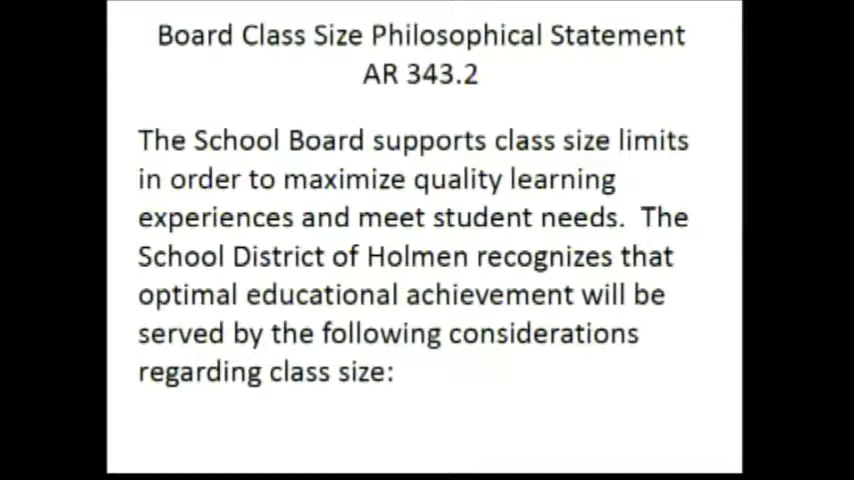 Board Class Size Philosophical Statement
AR 343.2
The School Board supports class size limits
in order to maximize quality learning
experiences and meet student needs.  The
School District of Holmen recognizes that
optimal educational achievement will be
served by the following considerations
regarding class size: